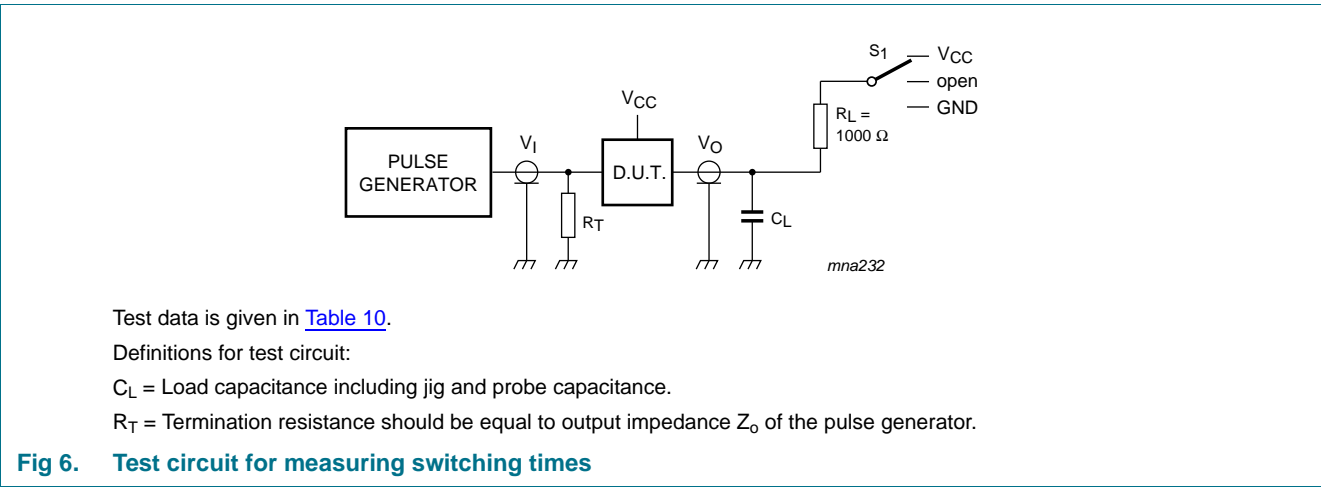 S1
VCC
open
GND
VCC
RL =
1000 Ω
VI
VO
PULSE
GENERATOR
D.U.T.
RT
CL
mna232
Test data is given in Table 10.
Definitions for test circuit:
CL = Load capacitance including jig and probe capacitance.
RT = Termination resistance should be equal to output impedance Zo of the pulse generator.
Fig 6. Test circuit for measuring switching times